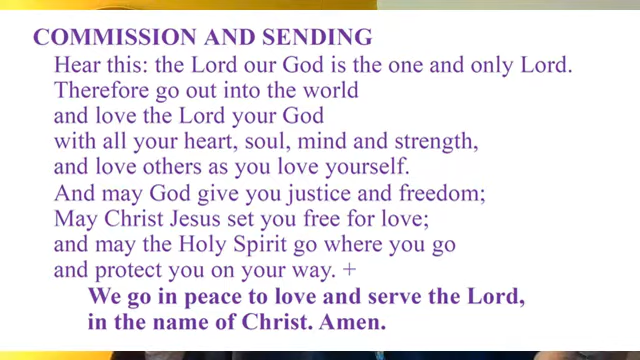 COMMISSION AND SENDING
Hear this: the Lord our God is the one and only Lord.
Therefore go out into the world
and love the Lord your God
with all your heart, soul, mind and strength,
and love others as you love yourself.
And may God give you justice and freedom;
May Christ Jesus set you free for love;
and may the Holy Spirit go where you go
and protect you on your way. +
We go in peace to love and serve the Lord,
in the name of Christ. Amen.